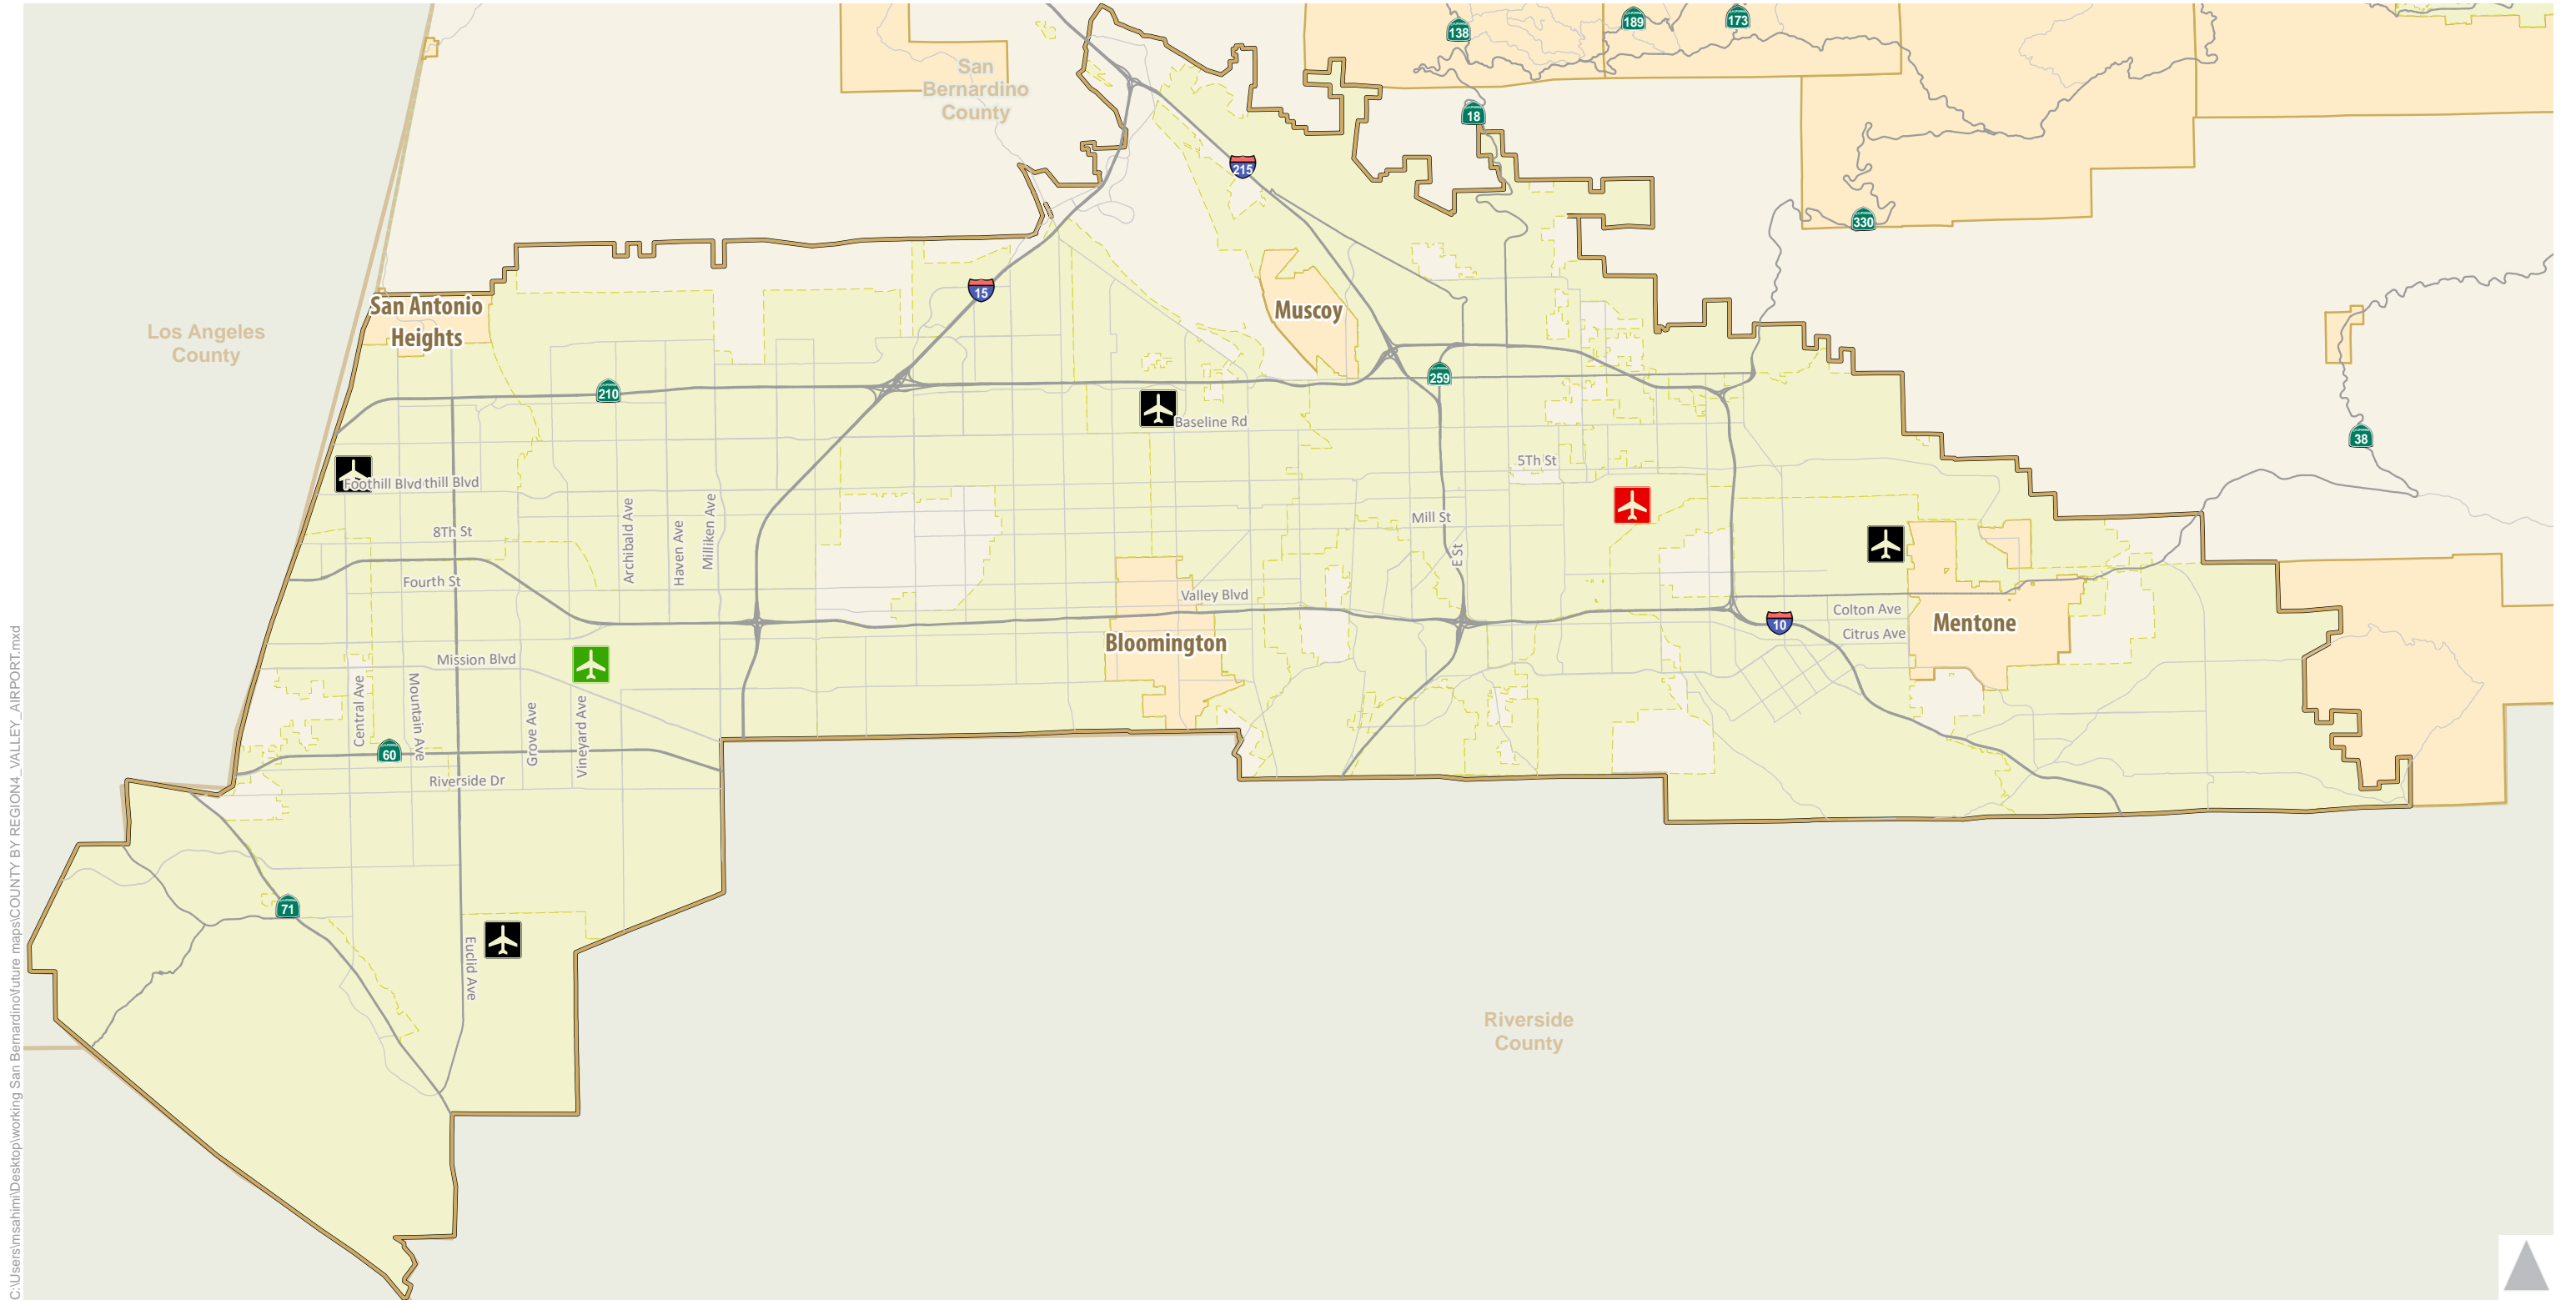 138
189
173
San
Bernardino
County
18
215
330
15
San Antonio
Heights
Muscoy
Los Angeles
County
210
259
Baseline Rd
38
5Th St
Foothill Blvd
thill Blvd
Archibald Ave
Haven Ave
Milliken Ave
Mill St
8Th St
E St
Fourth St
Valley Blvd
Colton Ave
10
Mentone
Citrus Ave
Bloomington
Mission Blvd
Central Ave
Mountain Ave
Grove Ave
Vineyard Ave
60
Riverside Dr
71
Euclid Ave
Riverside
County
C:\Users\msahimi\Desktop\working San Bernardino\future maps\COUNTY BY REGION4_VALLEY_AIRPORT.mxd